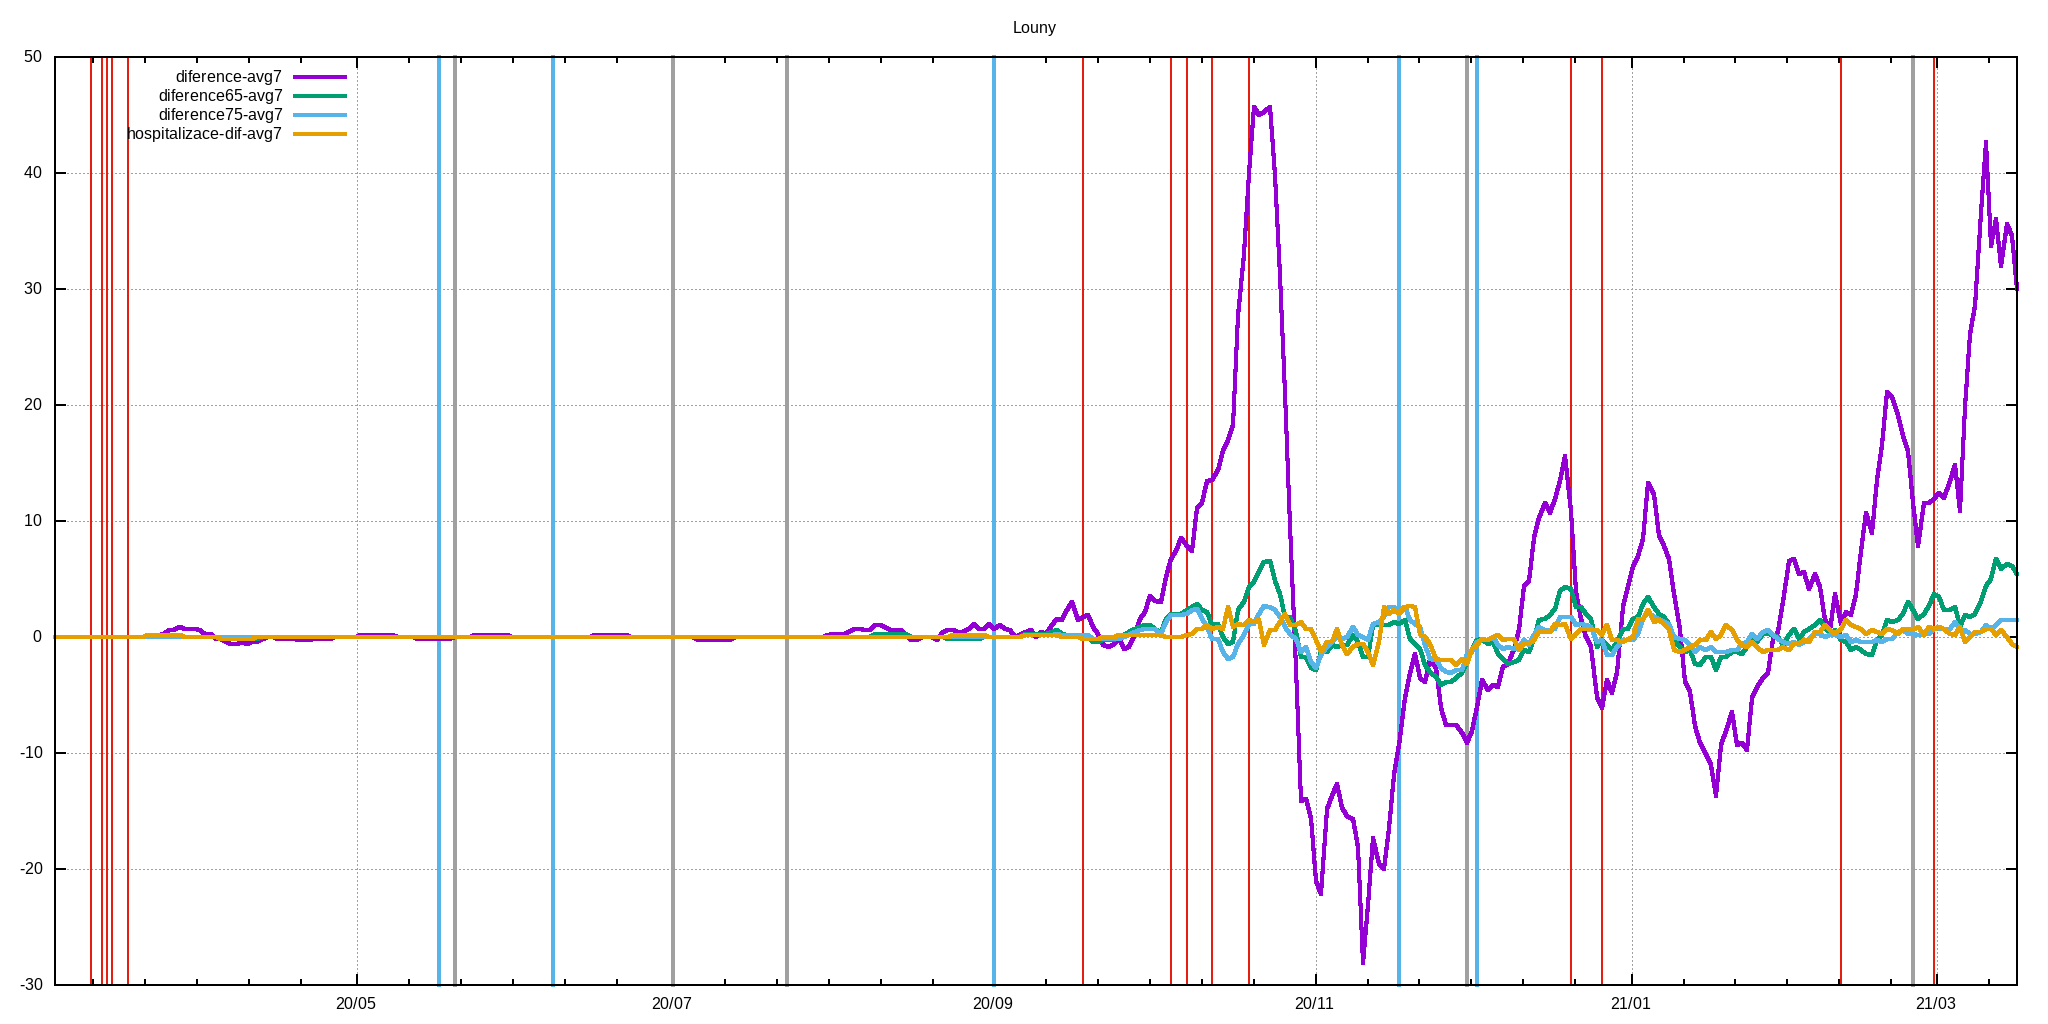 Louny
50
diference-avg7
diference65-avg7
diference75-avg7
hospitalizace-dif-avg7
40
30
20
10
0
-10
-20
-30
20/05 20/07 20/09 20/11 21/01 21/03